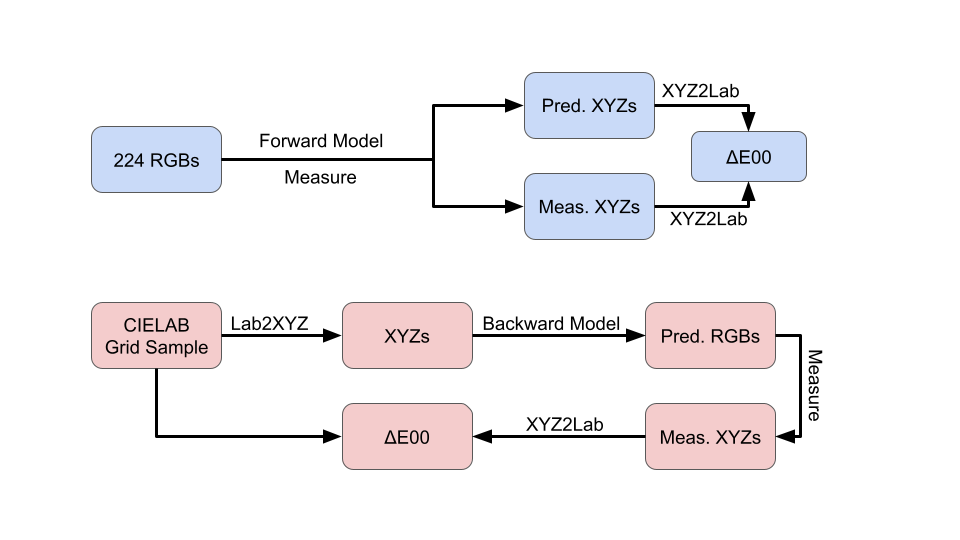 224 RGBs
Forward Model
Measure
Pred. XYZs
XYZ2Lab
ΔE00
Meas. XYZs
XYZ2Lab
CIELAB
Grid Sample
Lab2XYZ
XYZs
Backward Model
Pred. RGBs
Measure
Meas. XYZs
XYZ2Lab
ΔE00